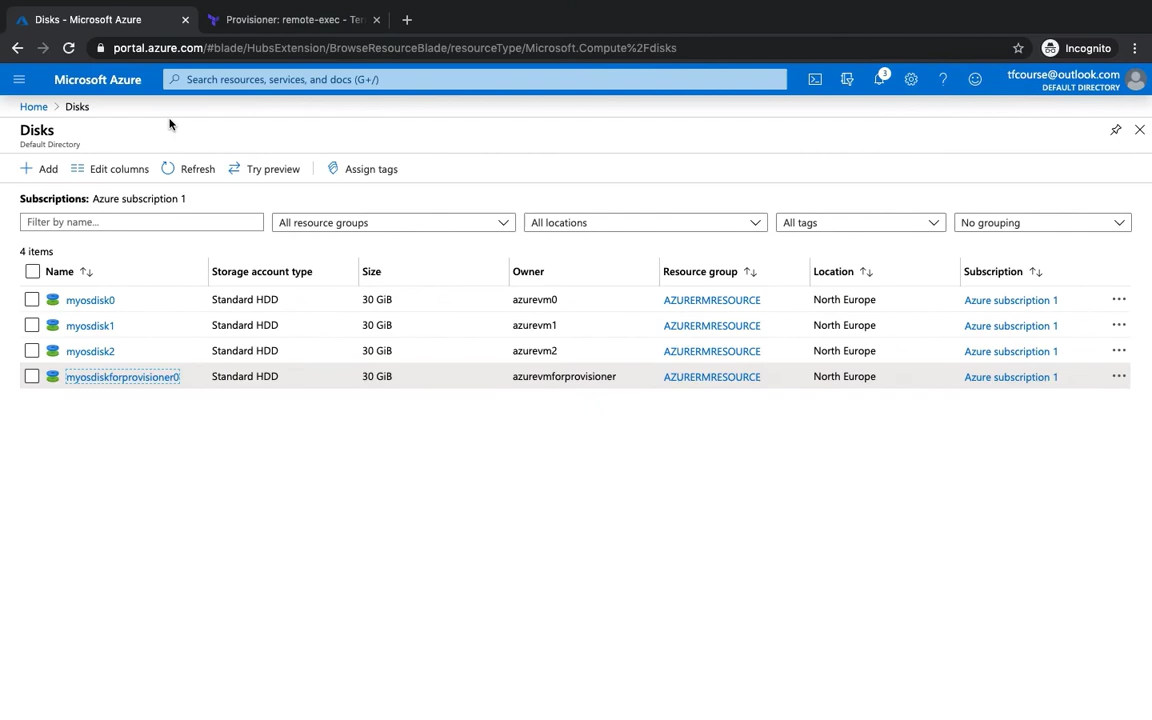 Disks - Microsoft Azure
Provisioner: remote-exec - Ter
portal.azure.com/#blade/HubsExtension/BrowseResourceBlade/resourceType/Microsoft.Compute%2Fdisks
Incognito
Microsoft Azure
Search resources, services, and docs (G+/)
3
tfcourse@outlook.com
DEFAULT DIRECTORY
Home > Disks
Disks
Default Directory
Add Edit columns Refresh Try preview Assign tags
Subscriptions: Azure subscription 1
Filter by name... All resource groups All locations All tags No grouping
4 items
Name Storage account type Size Owner Resource group Location Subscription
myosdisk0 Standard HDD 30 GiB azurevm0 AZURERMRESOURCE North Europe Azure subscription 1
myosdisk1 Standard HDD 30 GiB azurevm1 AZURERMRESOURCE North Europe Azure subscription 1
myosdisk2 Standard HDD 30 GiB azurevm2 AZURERMRESOURCE North Europe Azure subscription 1
myosdiskforprovisioner0 Standard HDD 30 GiB azurevmforprovisioner AZURERMRESOURCE North Europe Azure subscription 1